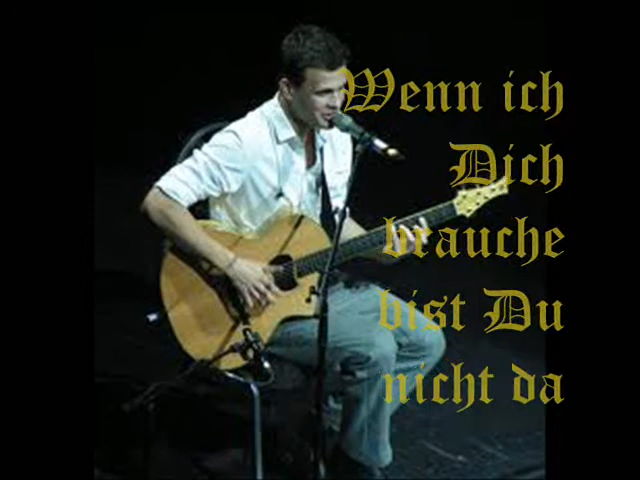 Wenn ich
Dich
brauche
bist Du
nicht da